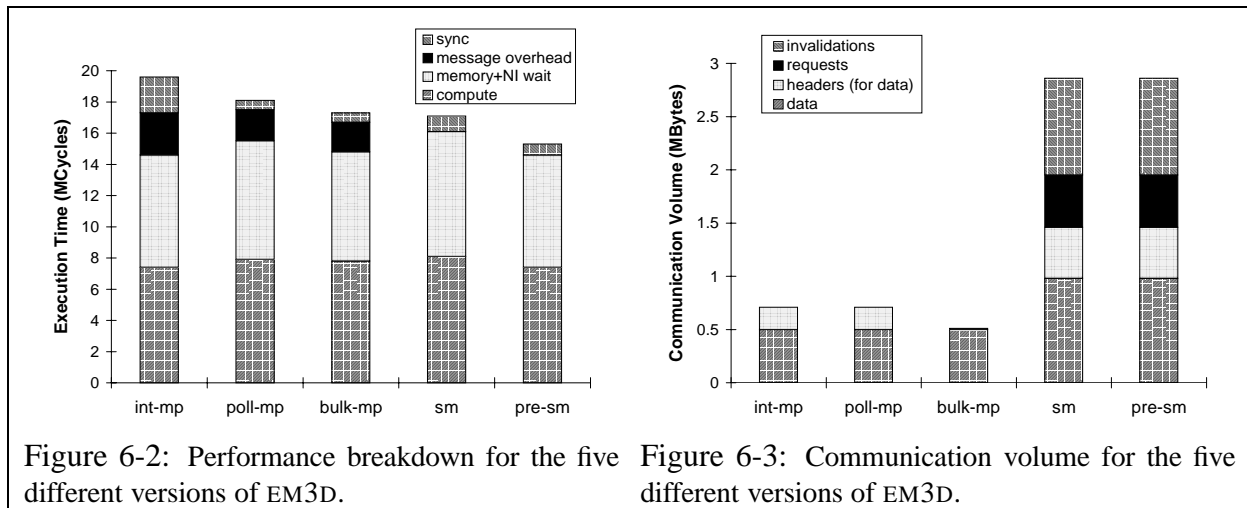 sync
message overhead
memory+NI wait
compute
20
18
16
14
12
10
8
6
4
2
0
Execution Time (MCycles)
int-mp
poll-mp
bulk-mp
sm
pre-sm
Figure 6-2: Performance breakdown for the five
different versions of EM3D.
invalidations
requests
headers (for data)
data
3
2.5
2
1.5
1
0.5
0
Communication Volume (MBytes)
int-mp
poll-mp
bulk-mp
sm
pre-sm
Figure 6-3: Communication volume for the five
different versions of EM3D.